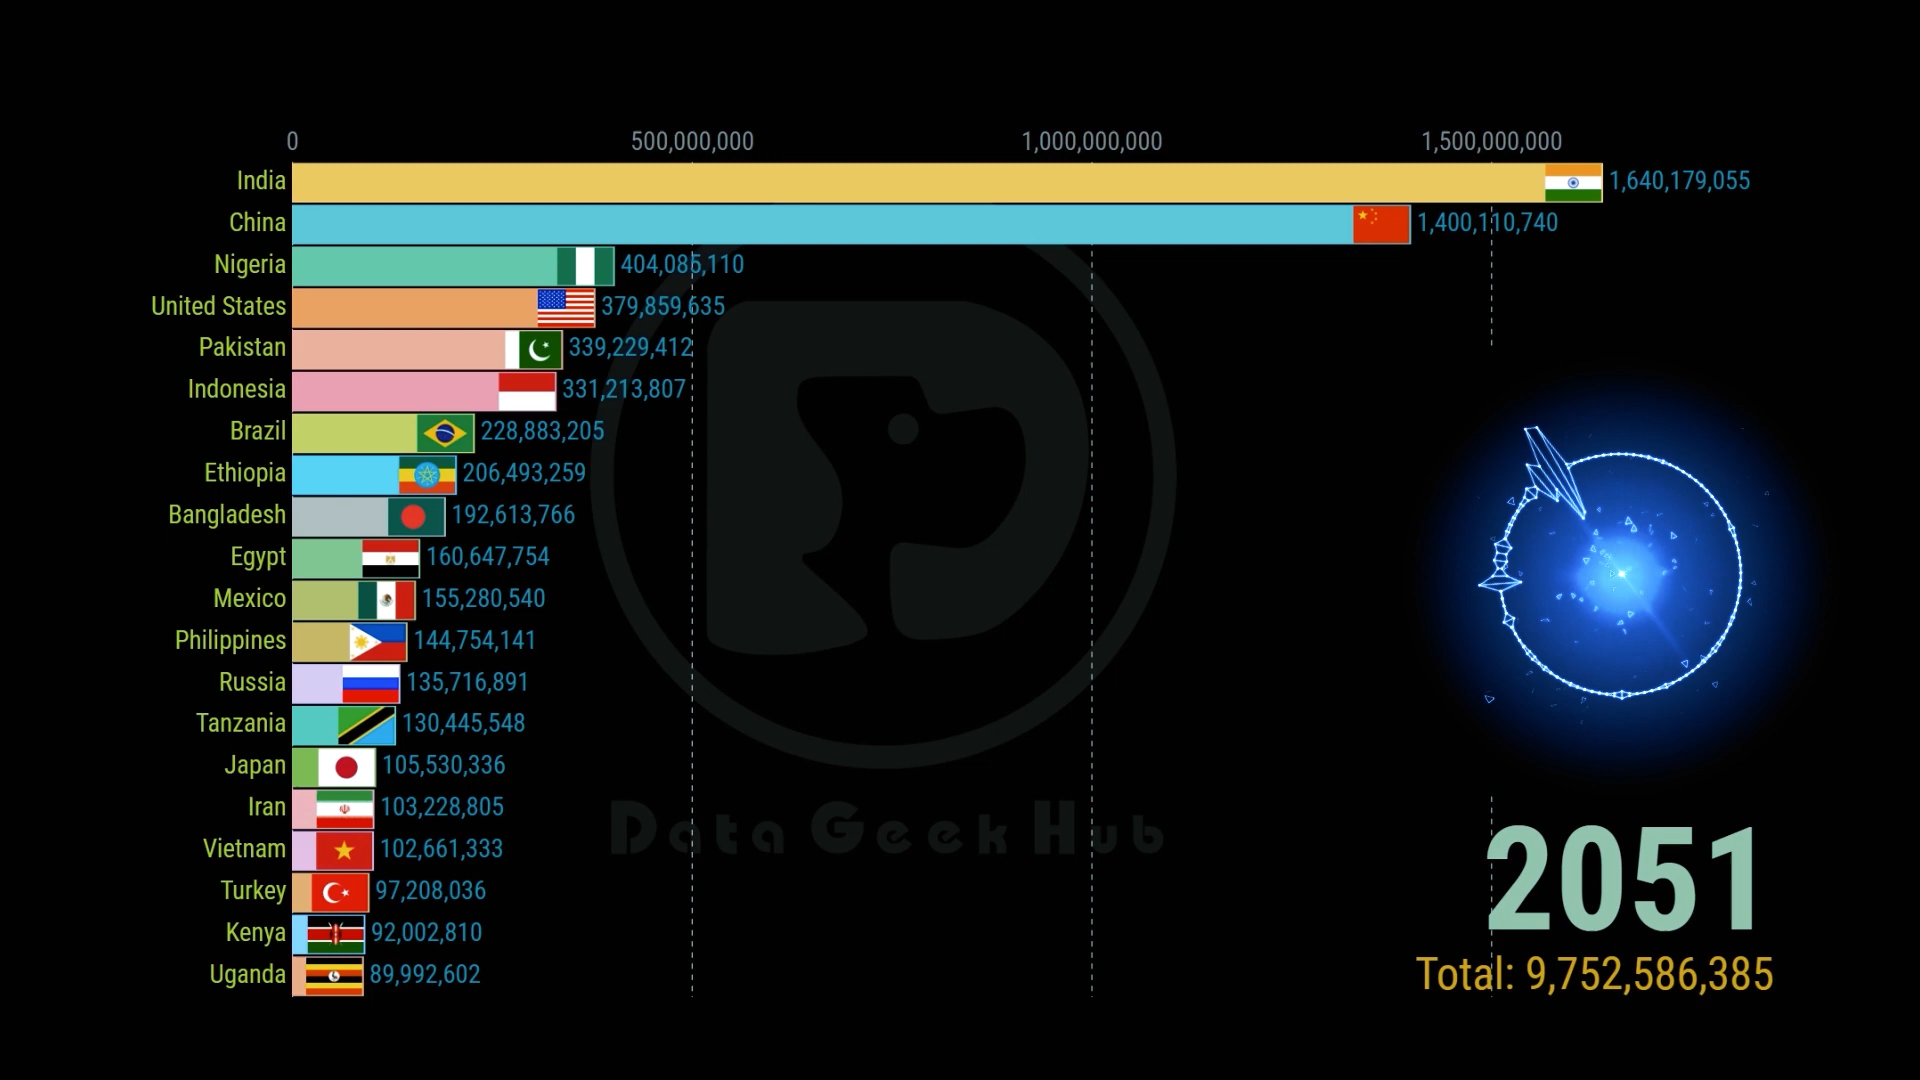 0 500,000,000 1,000,000,000 1,500,000,000
India 1,640,179,055
China 1,400,110,740
Nigeria 404,085,110
United States 379,859,635
Pakistan 339,229,412
Indonesia 331,213,807
Brazil 228,883,205
Ethiopia 206,493,259
Bangladesh 192,613,766
Egypt 160,647,754
Mexico 155,280,540
Philippines 144,754,141
Russia 135,716,891
Tanzania 130,445,548
Japan 105,530,336
Iran 103,228,805
Vietnam 102,661,333
Turkey 97,208,036
Kenya 92,002,810
Uganda 89,992,602
Data Geek Hub
2051
Total: 9,752,586,385